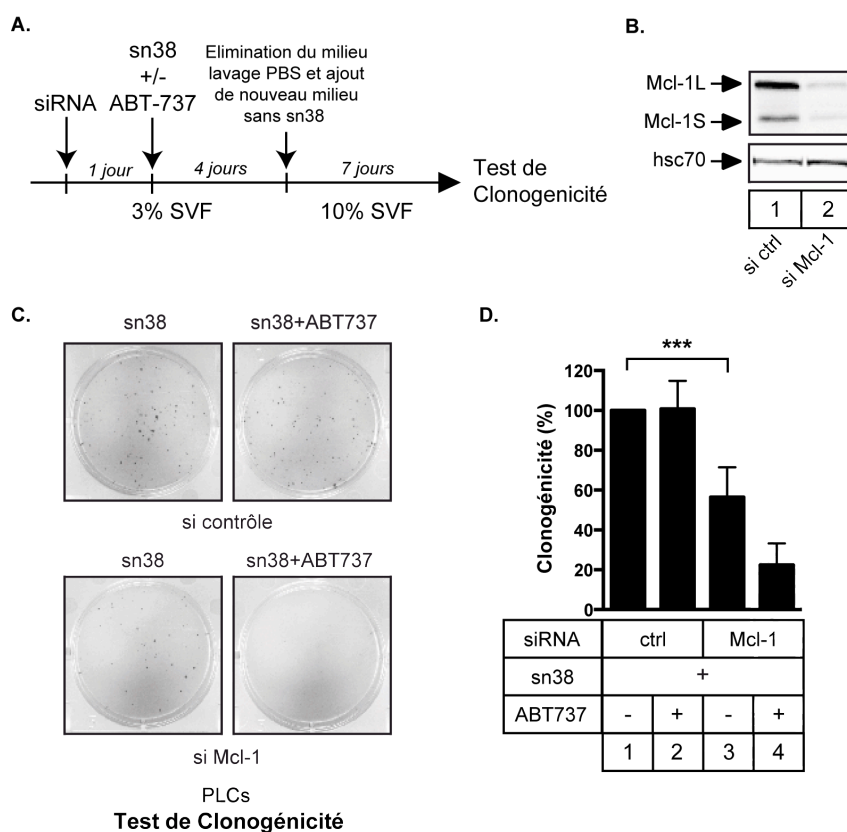 A.
sn38
+/-
siRNA ABT-737
Elimination du milieu
lavage PBS et ajout
de nouveau milieu
sans sn38
1 jour
4 jours
7 jours
3% SVF
10% SVF
Test de
Clonogenicité
B.
Mcl-1L
Mcl-1S
hsc70
1 2
si ctrl
si Mcl-1
C.
sn38 sn38+ABT737
si contrôle
sn38 sn38+ABT737
si Mcl-1
PLCs
Test de Clonogénicité
D.
***
Clonogénicité (%)
120
100
80
60
40
20
0
siRNA ctrl Mcl-1
sn38 +
ABT737 - + - +
1 2 3 4